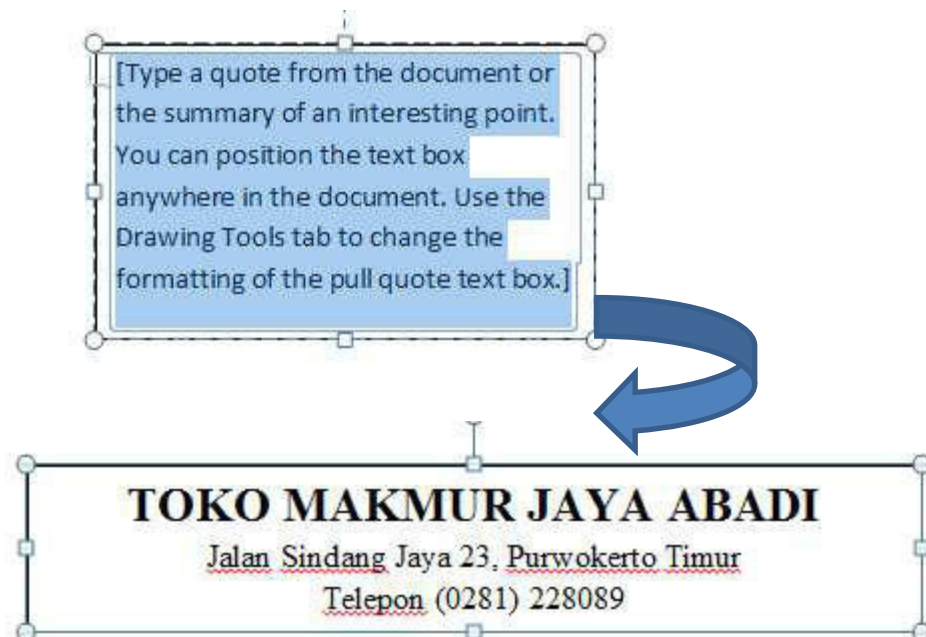 [Type a quote from the document or
the summary of an interesting point.
You can position the text box
anywhere in the document. Use the
Drawing Tools tab to change the
formatting of the pull quote text box.]
TOKO MAKMUR JAYA ABADI
Jalan Sindang Jaya 23, Purwokerto Timur
Telepon (0281) 228089